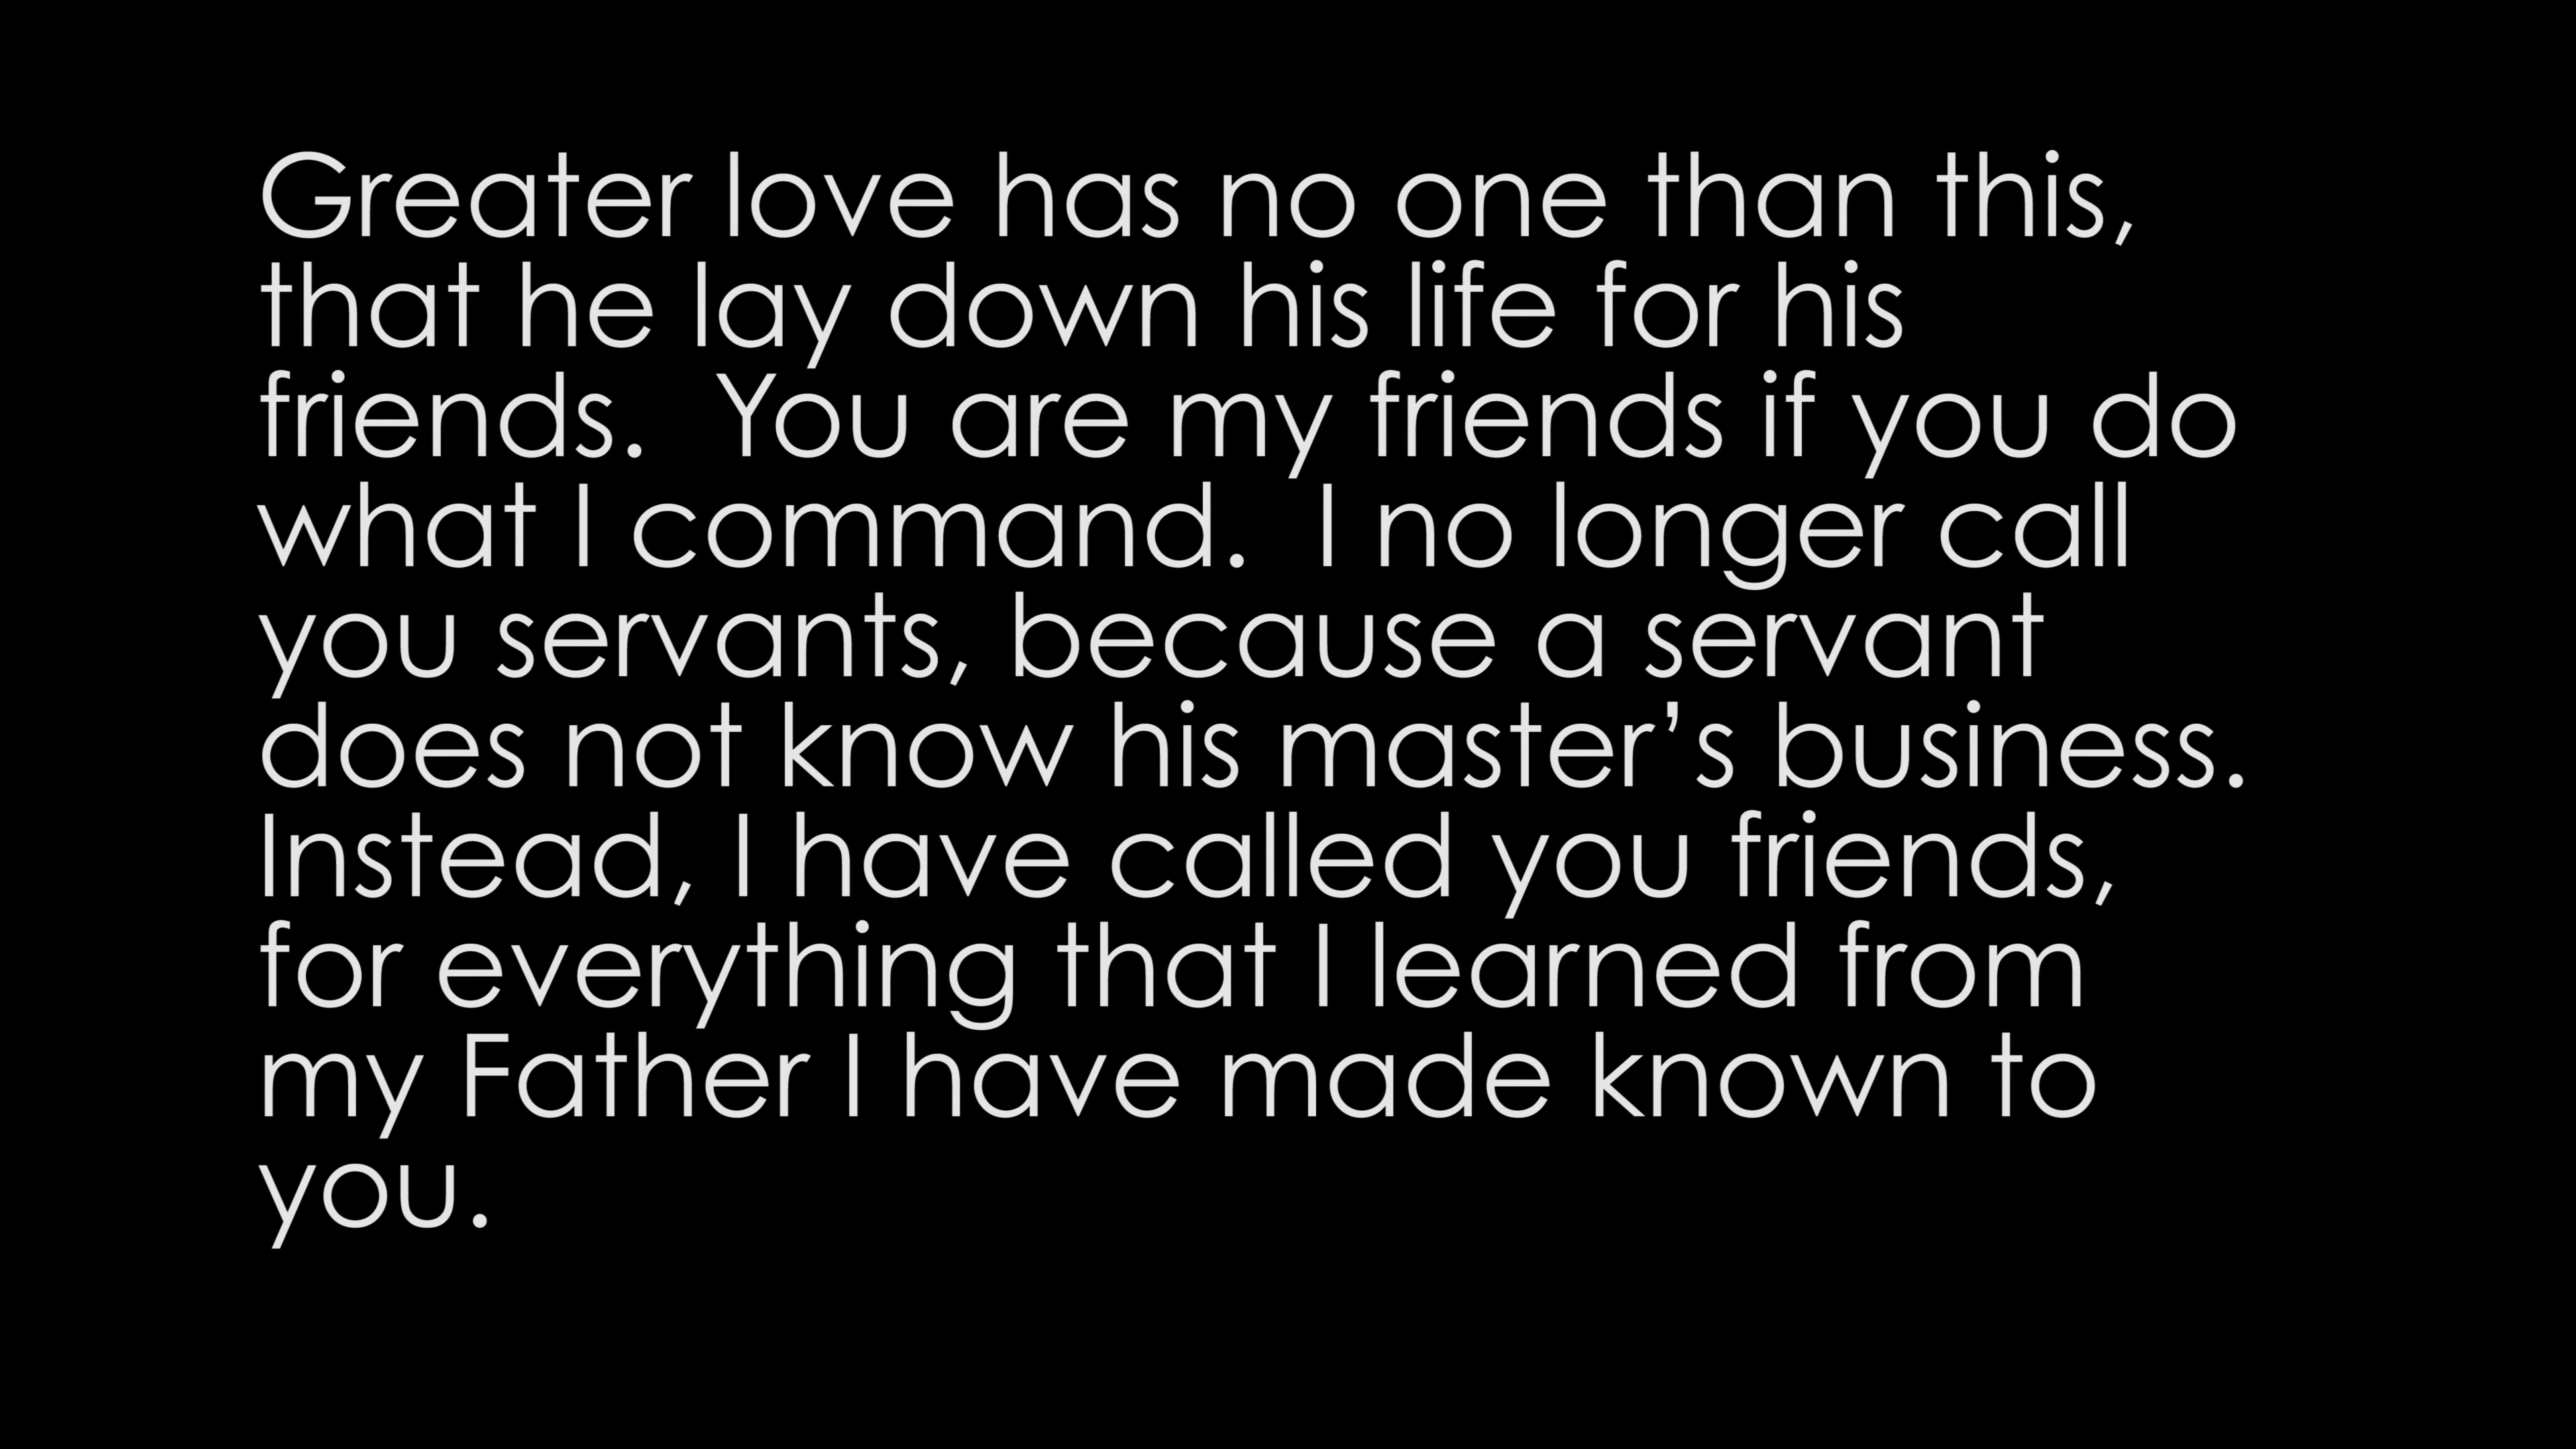 Greater love has no one than this,
that he lay down his life for his
friends.  You are my friends if you do
what I command.  I no longer call
you servants, because a servant
does not know his master’s business.
Instead, I have called you friends,
for everything that I learned from
my Father I have made known to
you.